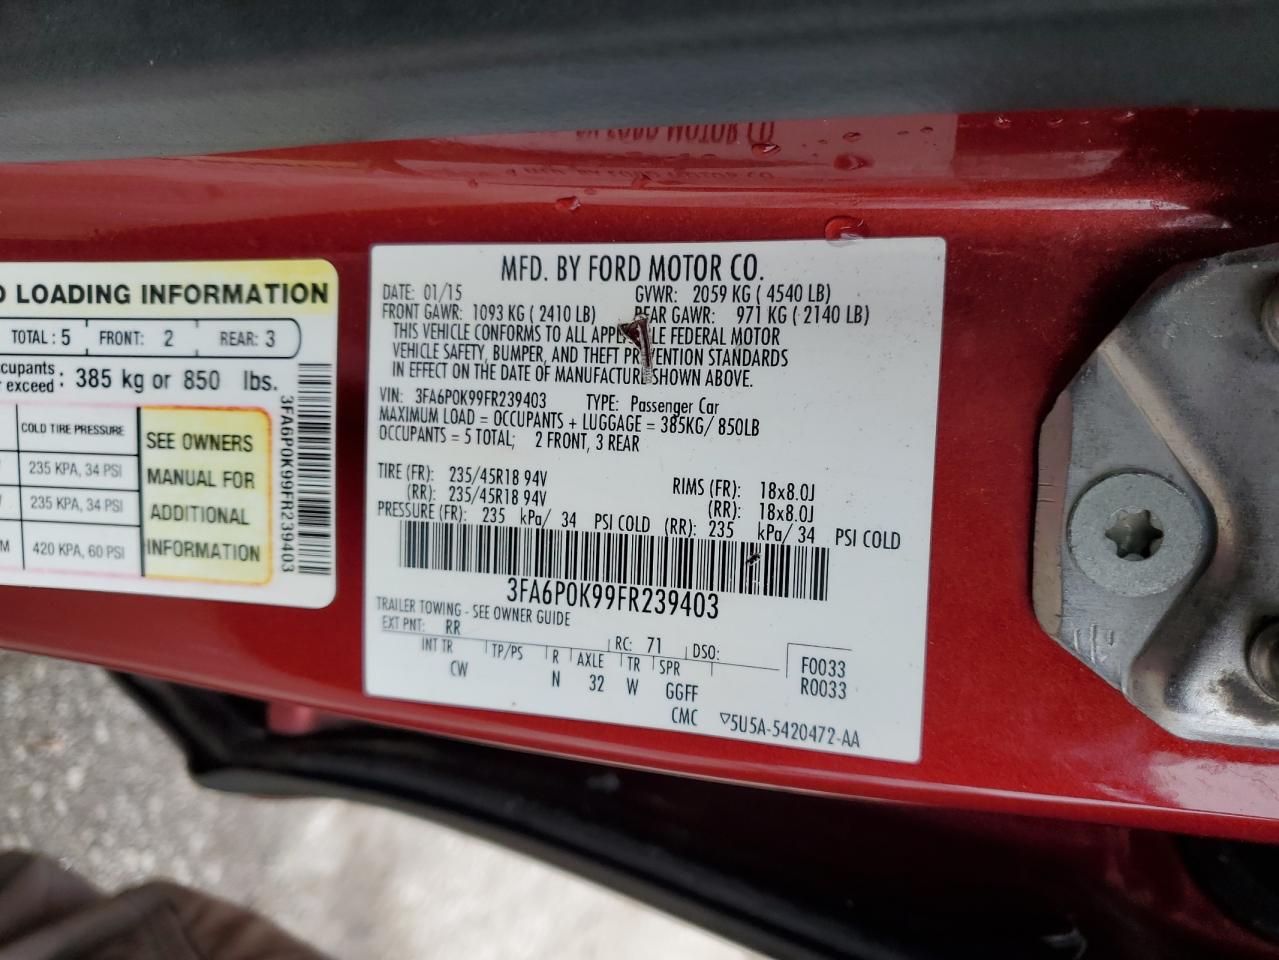 LOADING INFORMATION
TOTAL: 5 FRONT: 2 REAR: 3
cupants
exceed : 385 kg or 850 lbs.
COLD TIRE PRESSURE
235 KPA, 34 PSI
235 KPA, 34 PSI
420 KPA, 60 PSI
SEE OWNERS
MANUAL FOR
ADDITIONAL
INFORMATION
3FA6P0K99FR239403
MFD. BY FORD MOTOR CO.
DATE: 01/15 GVWR: 2059 KG ( 4540 LB)
FRONT GAWR: 1093 KG ( 2410 LB) REAR GAWR: 971 KG ( 2140 LB)
THIS VEHICLE CONFORMS TO ALL APPLICABLE FEDERAL MOTOR
VEHICLE SAFETY, BUMPER, AND THEFT PREVENTION STANDARDS
IN EFFECT ON THE DATE OF MANUFACTURE SHOWN ABOVE.
VIN: 3FA6P0K99FR239403 TYPE: Passenger Car
MAXIMUM LOAD = OCCUPANTS + LUGGAGE = 385KG/ 850LB
OCCUPANTS = 5 TOTAL; 2 FRONT, 3 REAR
TIRE (FR): 235/45R18 94V RIMS (FR): 18x8.0J
(RR): 235/45R18 94V (RR): 18x8.0J
PRESSURE (FR): 235 kPa/ 34 PSI COLD (RR): 235 kPa/ 34 PSI COLD
3FA6P0K99FR239403
TRAILER TOWING - SEE OWNER GUIDE
EXT PNT: RR RC: 71 DSO: F0033
INT TR TP/PS R AXLE TR SPR R0033
CW N 32 W GGFF
CMC ▽5U5A-5420472-AA